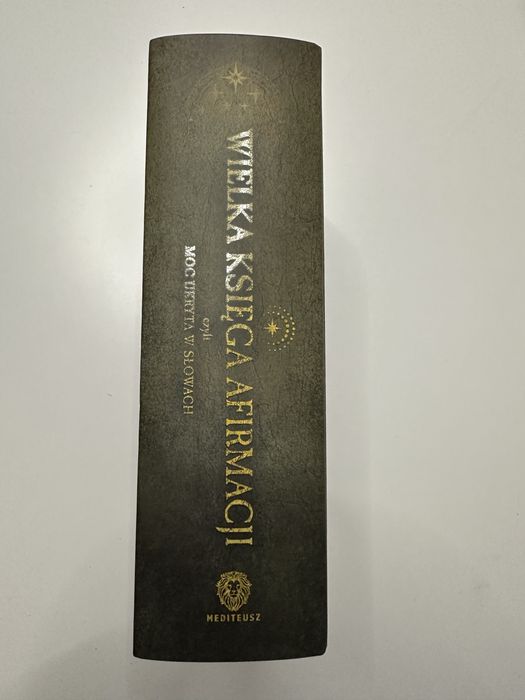 WIELKA KSIĘGA AFIRMACJI
czyli
MOC UKRYTA W SŁOWACH
MEDITEUSZ